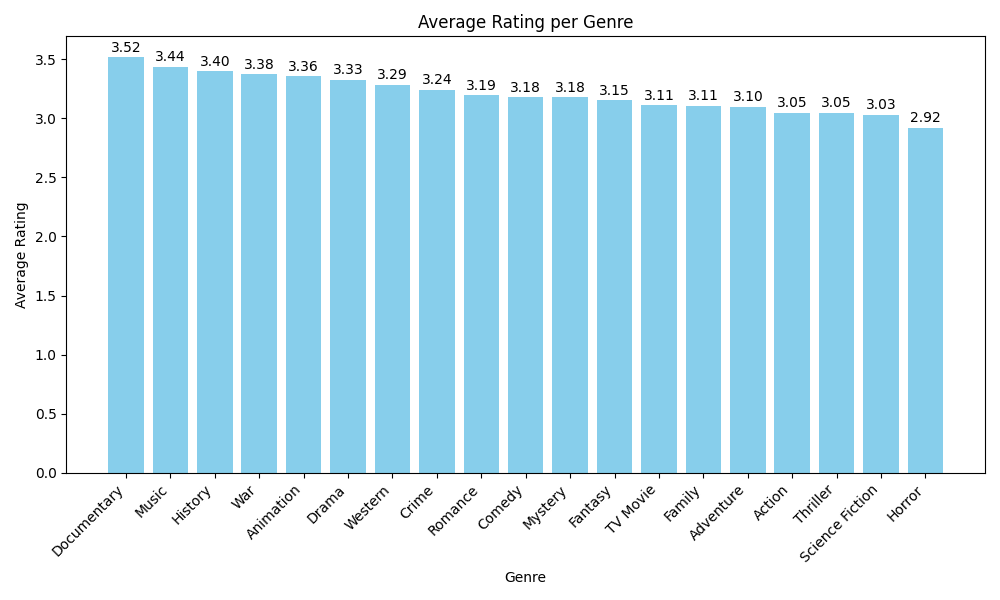 Average Rating per Genre
3.52
3.44
3.40
3.38
3.36
3.33
3.29
3.24
3.19
3.18
3.18
3.15
3.11
3.11
3.10
3.05
3.05
3.03
2.92
3.5
3.0
2.5
2.0
1.5
1.0
0.5
0.0
Average Rating
Documentary
Music
History
War
Animation
Drama
Western
Crime
Romance
Comedy
Mystery
Fantasy
TV Movie
Family
Adventure
Action
Thriller
Science Fiction
Horror
Genre